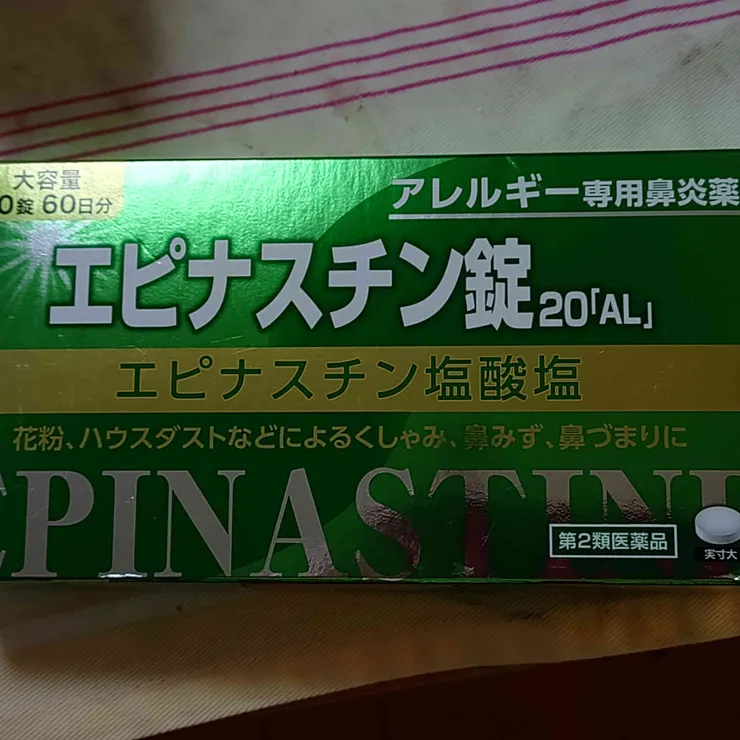 大容量
0錠 60日分
アレルギー専用鼻炎薬
エピナスチン錠20「AL」
エピナスチン塩酸塩
花粉、ハウスダストなどによるくしゃみ、鼻みず、鼻づまりに
EPINASTINE
第2類医薬品
実寸大